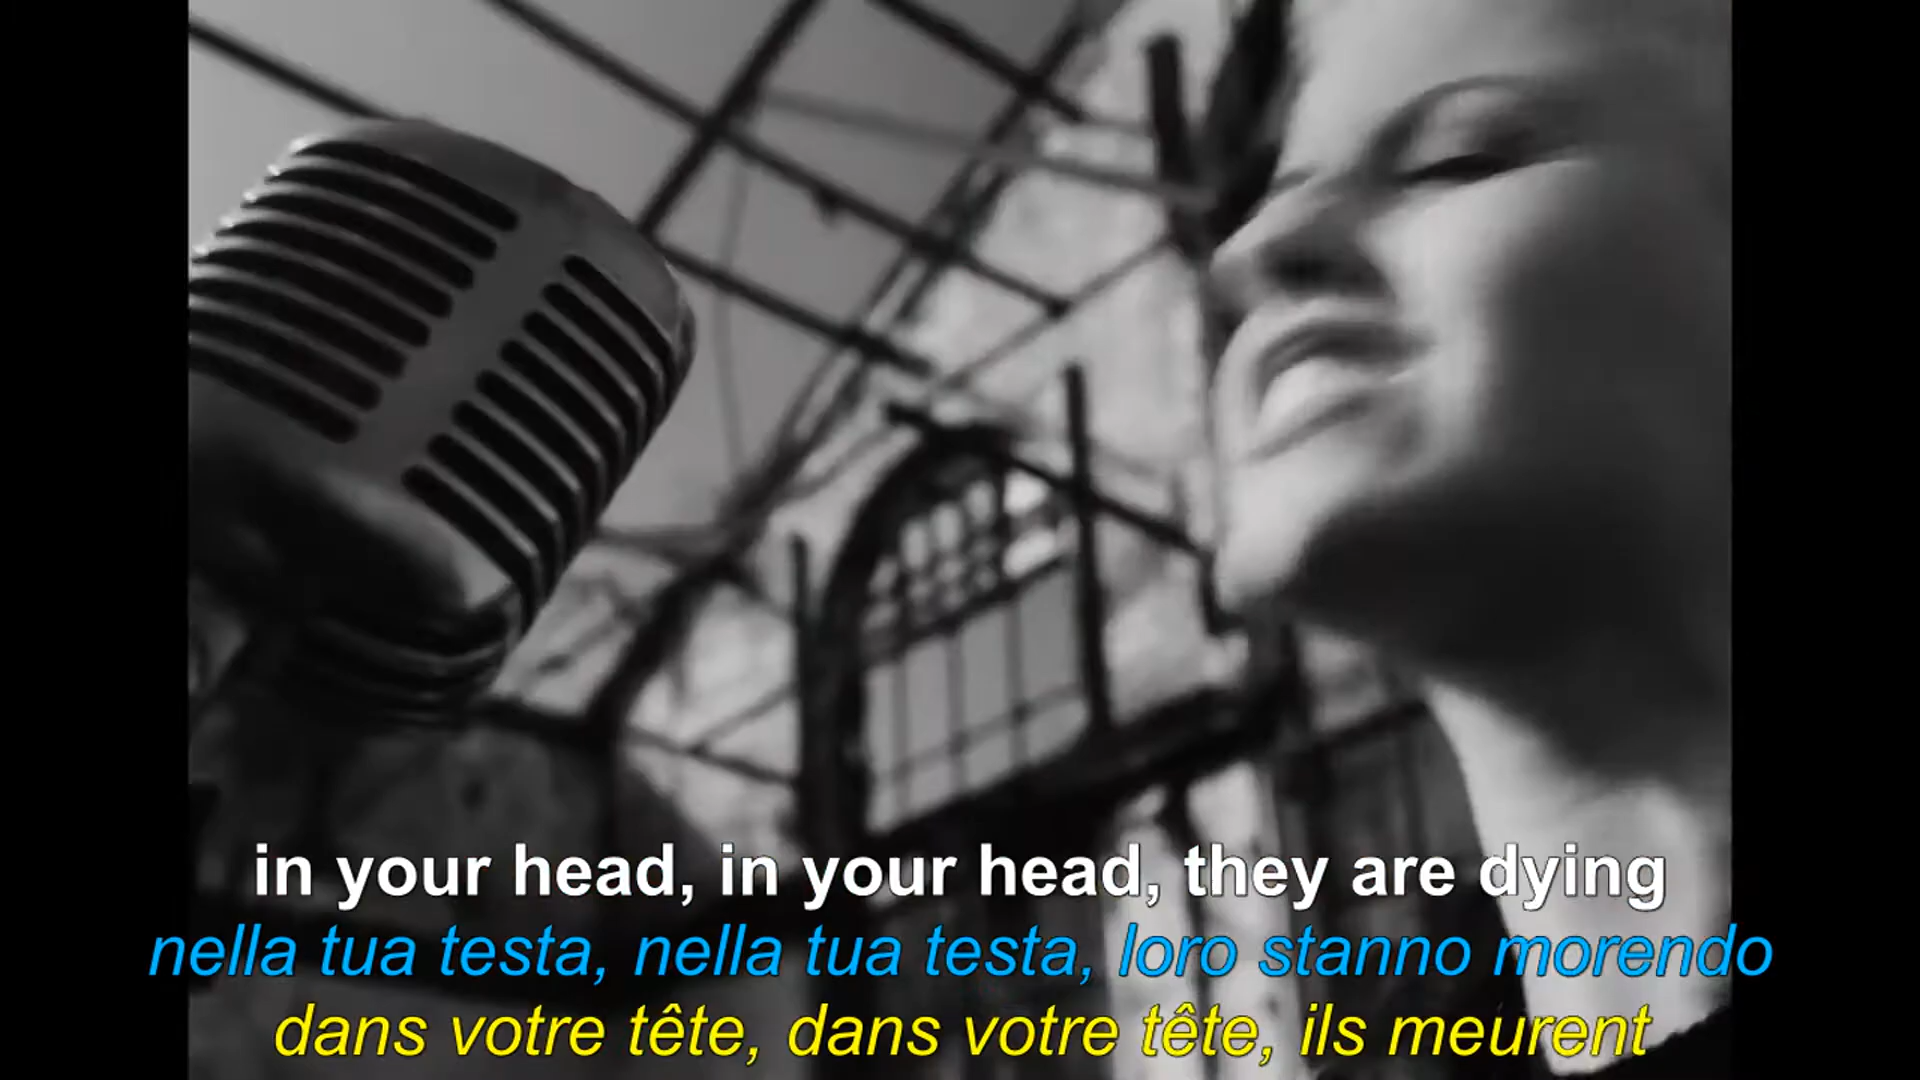 in your head, in your head, they are dying
nella tua testa, nella tua testa, loro stanno morendo
dans votre tête, dans votre tête, ils meurent